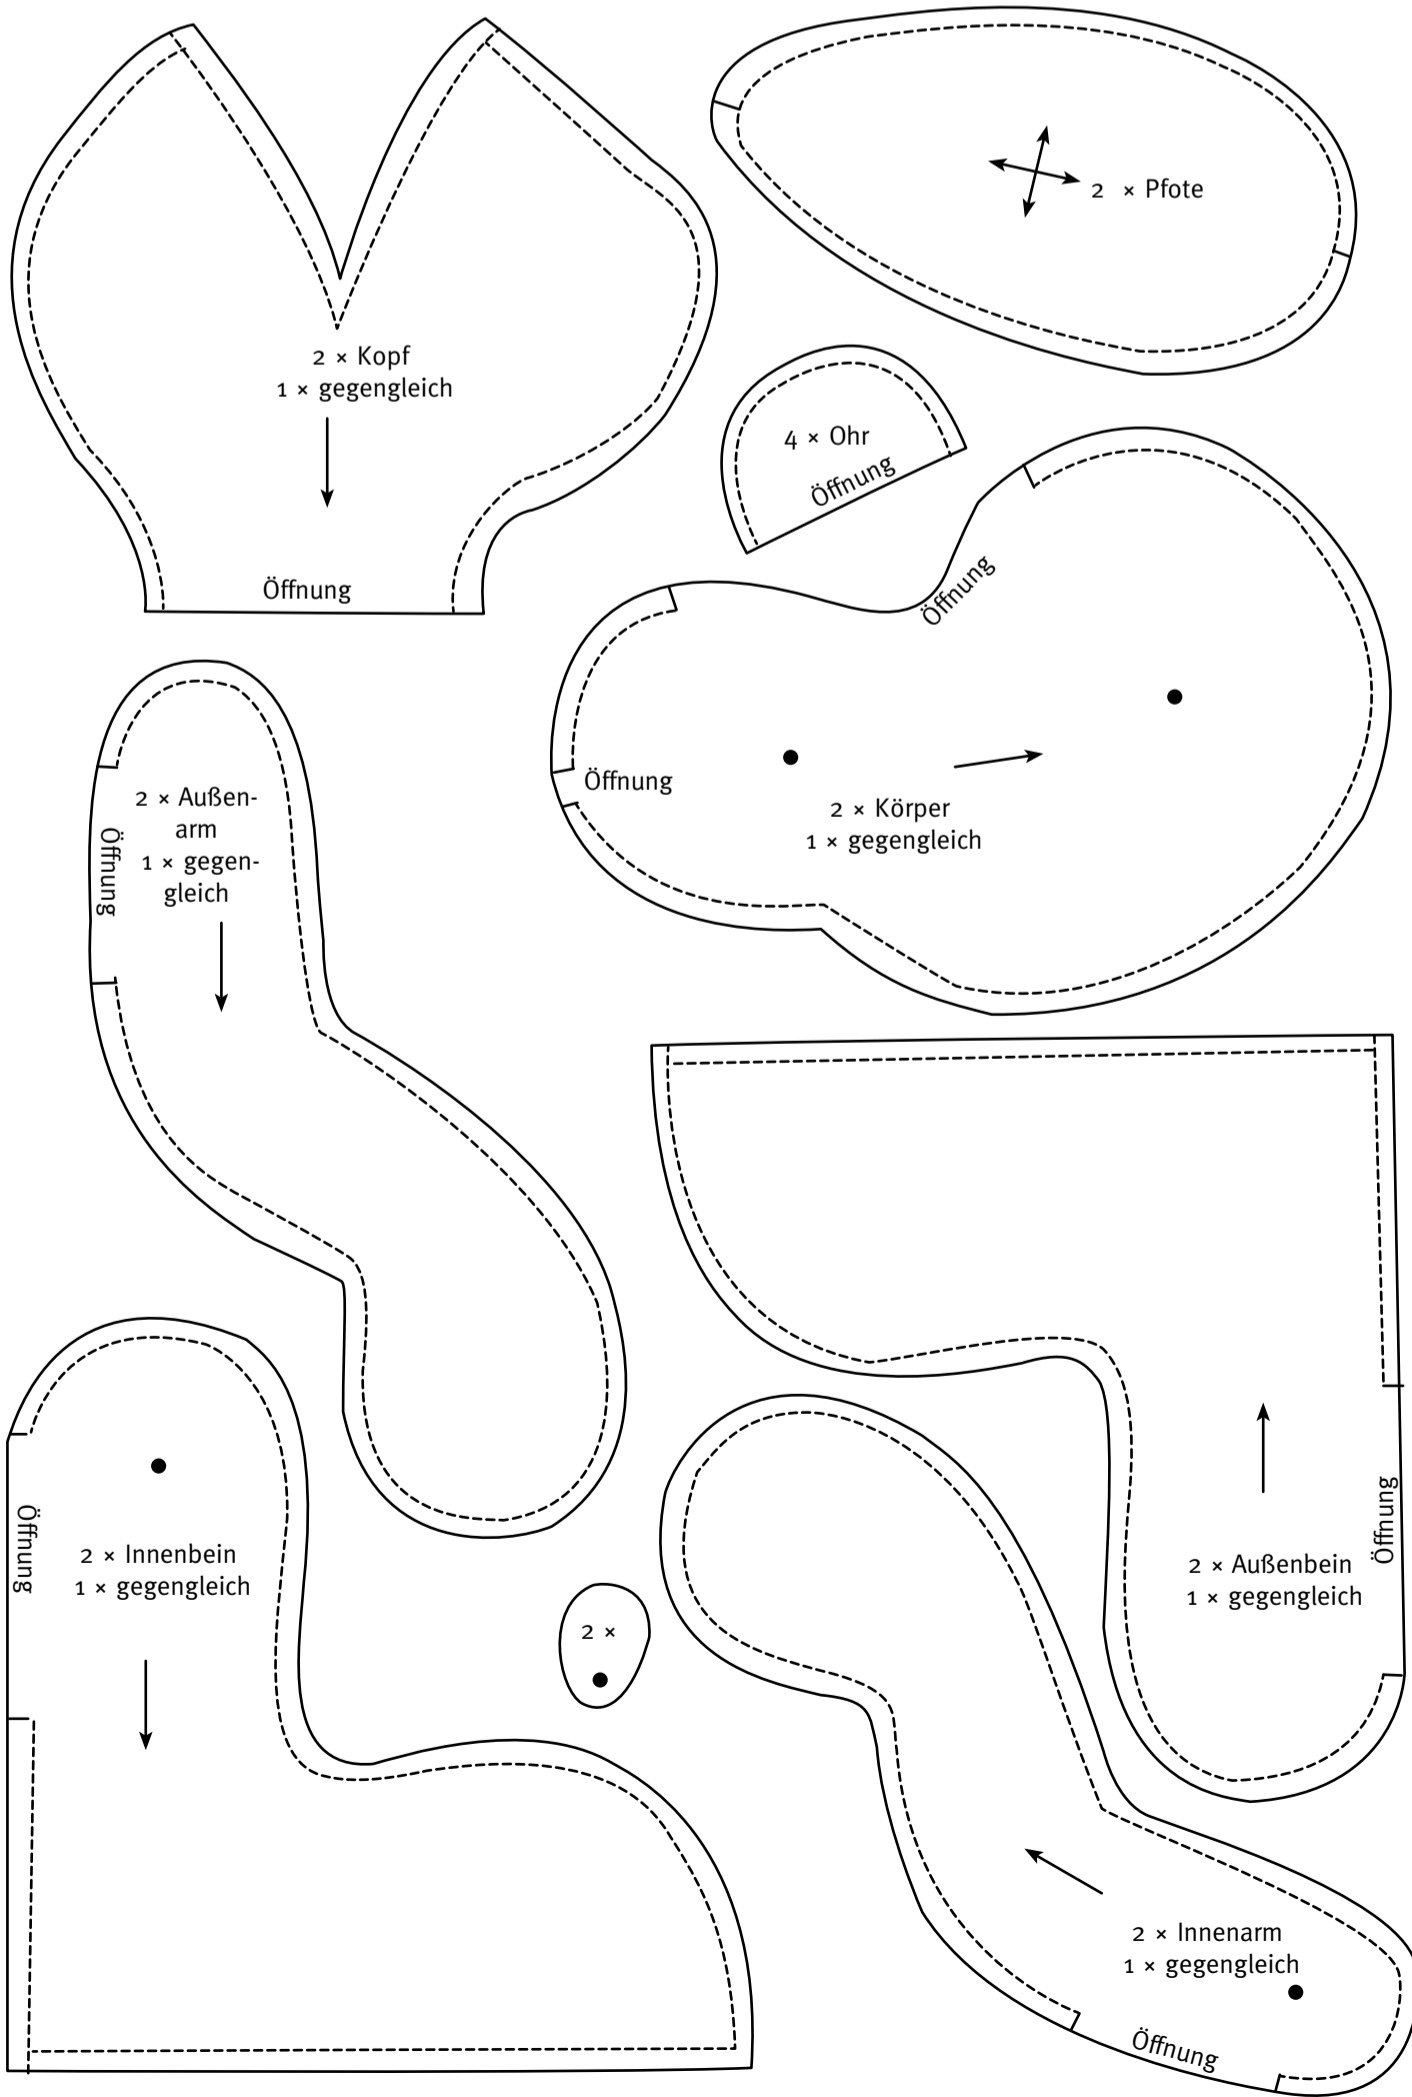 2 × Pfote
2 × Kopf
1 × gegengleich
Öffnung
4 × Ohr
Öffnung
Öffnung
Öffnung
2 × Körper
1 × gegengleich
2 × Außen-
arm
1 × gegen-
gleich
Öffnung
2 × Innenbein
1 × gegengleich
Öffnung
2 ×
2 × Außenbein
1 × gegengleich
Öffnung
2 × Innenarm
1 × gegengleich
Öffnung